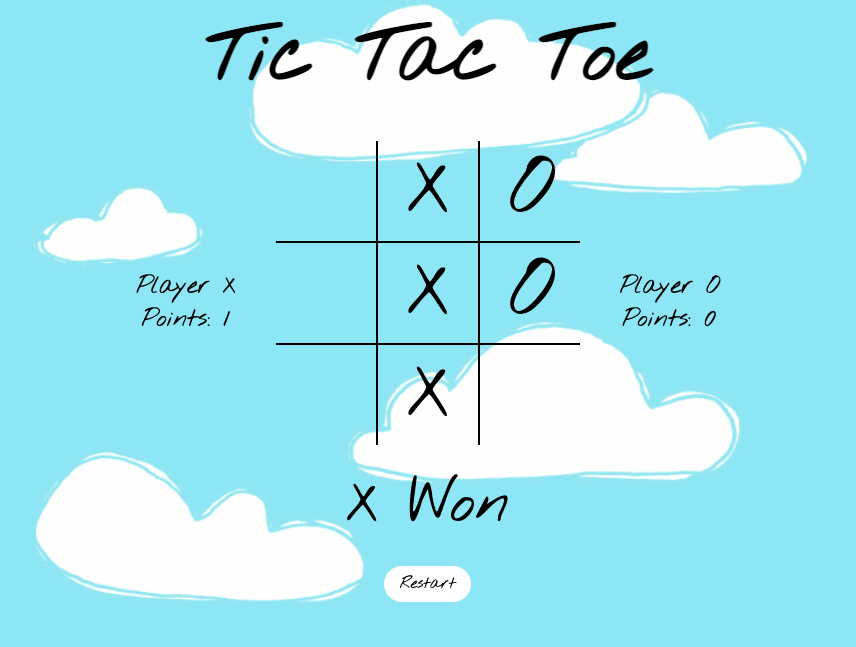 Tic Tac Toe
X O
X O
X
Player X
Points: 1
Player O
Points: 0
X Won
Restart